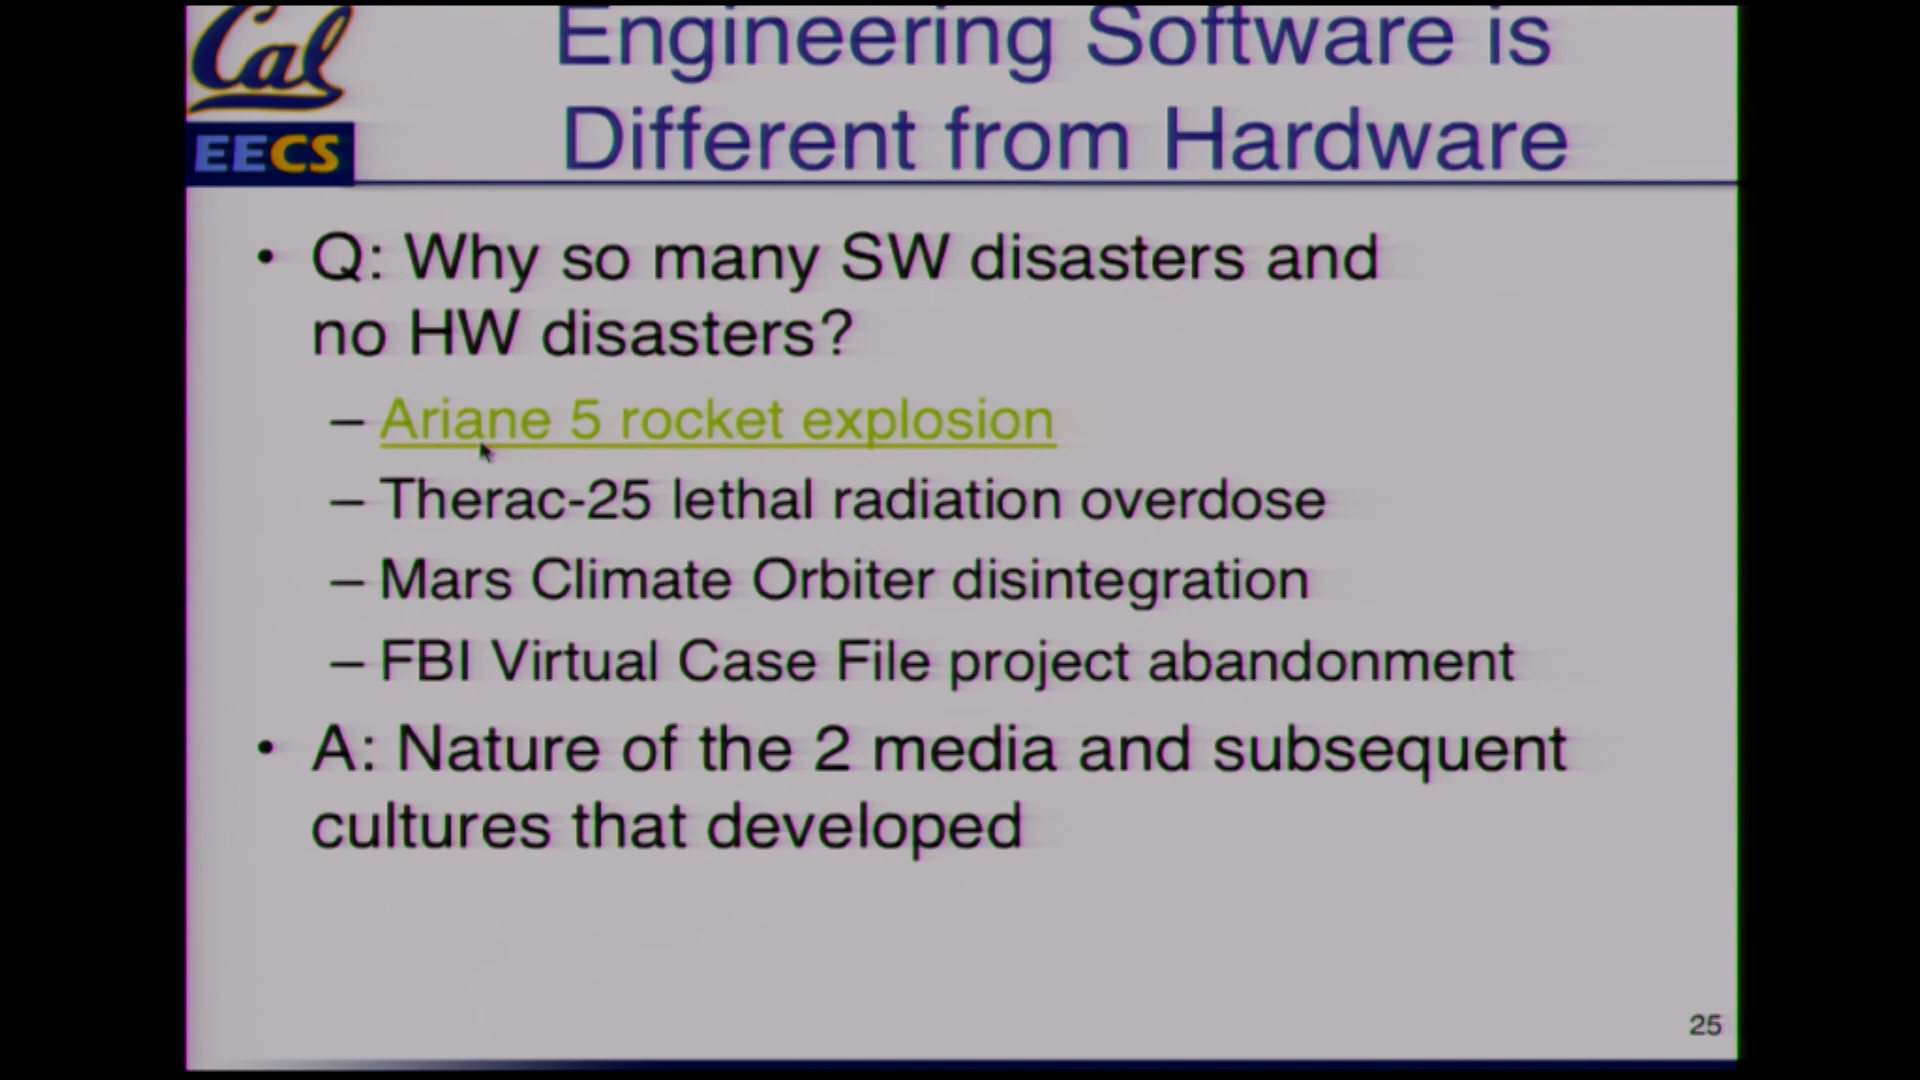 Cal
EECS
Engineering Software is
Different from Hardware
• Q: Why so many SW disasters and
no HW disasters?
– Ariane 5 rocket explosion
– Therac-25 lethal radiation overdose
– Mars Climate Orbiter disintegration
– FBI Virtual Case File project abandonment
• A: Nature of the 2 media and subsequent
cultures that developed
25